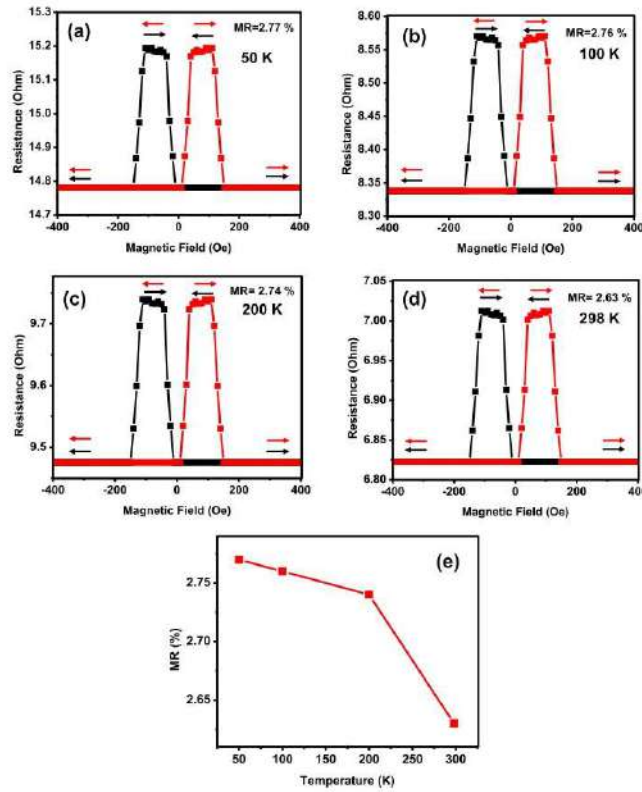 (a)
MR=2.77 %
50 K
15.3
15.2
15.1
15.0
14.9
14.8
14.7
Resistance (Ohm)
-400 -200 0 200 400
Magnetic Field (Oe)
(b)
MR=2.76 %
100 K
8.60
8.55
8.50
8.45
8.40
8.35
8.30
Resistance (Ohm)
-400 -200 0 200 400
Magnetic Field (Oe)
(c)
MR= 2.74 %
200 K
9.7
9.6
9.5
Resistance (Ohm)
-400 -200 0 200 400
Magnetic Field (Oe)
(d)
MR= 2.63 %
298 K
7.05
7.00
6.95
6.90
6.85
6.80
Resistance (Ohm)
-400 -200 0 200 400
Magnetic Field (Oe)
(e)
2.75
2.70
2.65
MR (%)
50 100 150 200 250 300
Temperature (K)